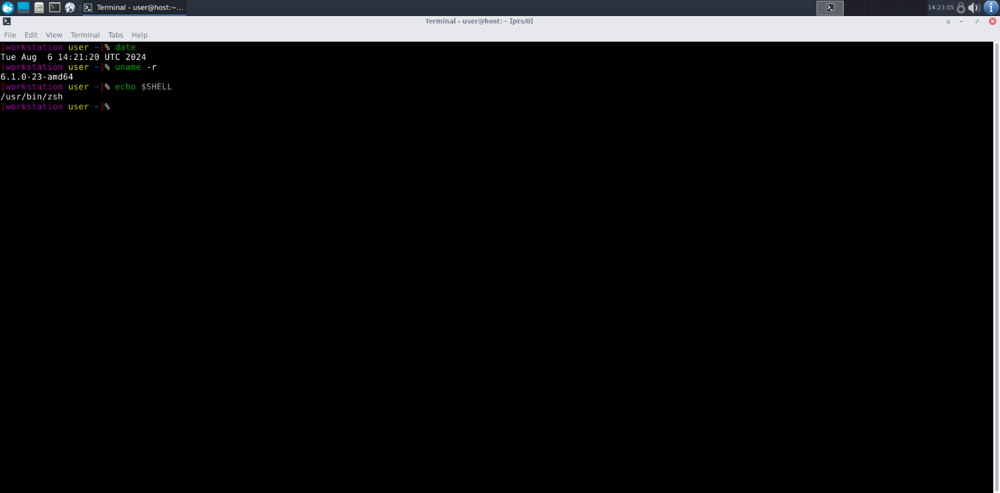 Terminal - user@host:~... 14:23:05
Terminal - user@host:~ [pts/0]
File Edit View Terminal Tabs Help
[workstation user ~]% date
Tue Aug  6 14:21:20 UTC 2024
[workstation user ~]% uname -r
6.1.0-23-amd64
[workstation user ~]% echo $SHELL
/usr/bin/zsh
[workstation user ~]%